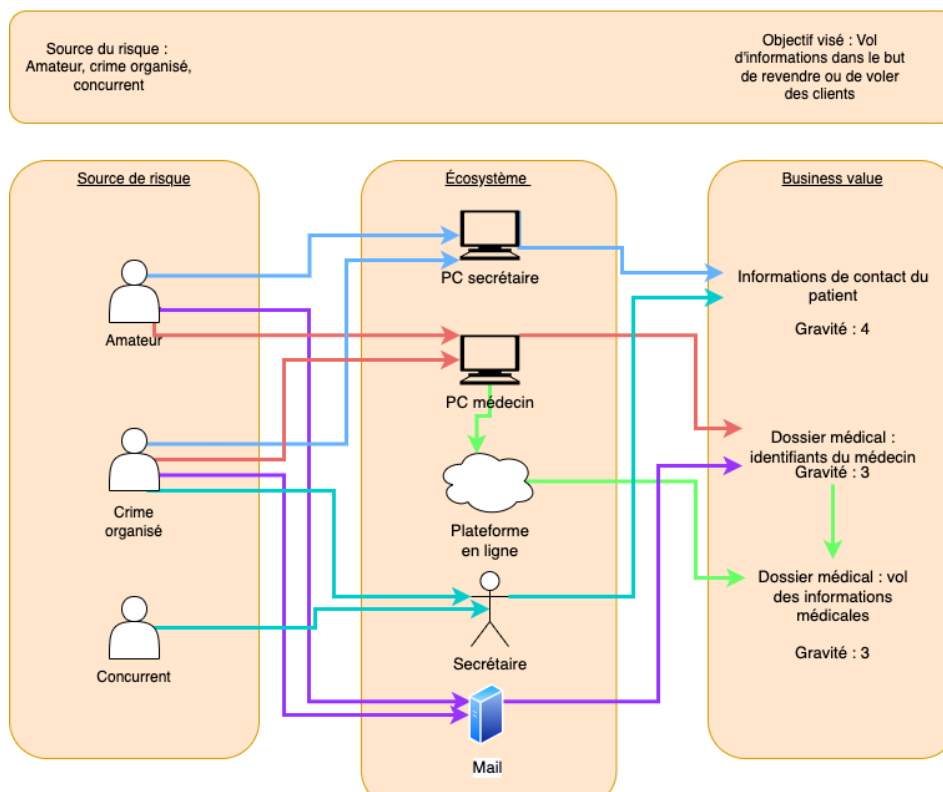 Source du risque :
Amateur, crime organisé,
concurrent
Objectif visé : Vol
d'informations dans le but
de revendre ou de voler
des clients
Source de risque
Amateur
Crime
organisé
Concurrent
Écosystème
PC secrétaire
PC médecin
Plateforme
en ligne
Secrétaire
Mail
Business value
Informations de contact du
patient
Gravité : 4
Dossier médical :
identifiants du médecin
Gravité : 3
Dossier médical : vol
des informations
médicales
Gravité : 3